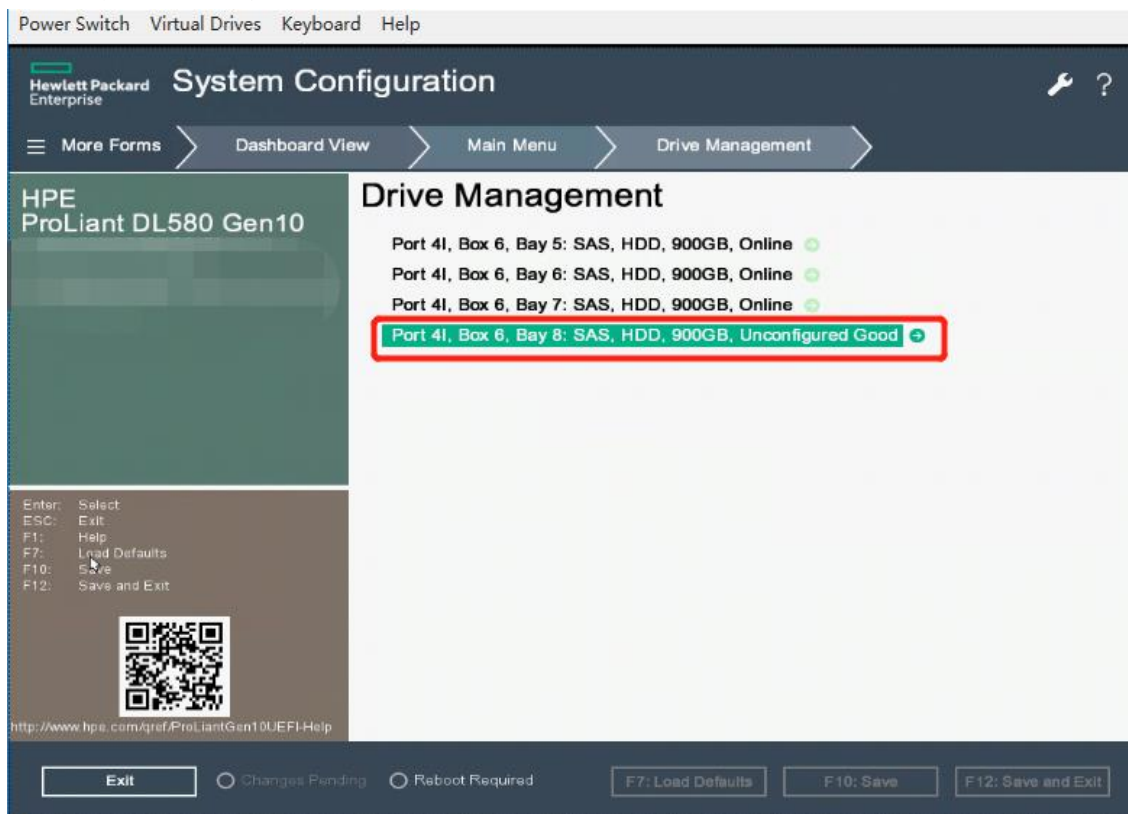 Power Switch Virtual Drives Keyboard Help
Hewlett Packard
Enterprise
System Configuration
?
More Forms Dashboard View Main Menu Drive Management
HPE
ProLiant DL580 Gen10
Drive Management
Port 4I, Box 6, Bay 5: SAS, HDD, 900GB, Online
Port 4I, Box 6, Bay 6: SAS, HDD, 900GB, Online
Port 4I, Box 6, Bay 7: SAS, HDD, 900GB, Online
Port 4I, Box 6, Bay 8: SAS, HDD, 900GB, Unconfigured Good
Enter: Select
ESC: Exit
F1: Help
F7: Load Defaults
F10: Save
F12: Save and Exit
http://www.hpe.com/qref/ProLiantGen10UEFI-Help
Exit Changes Pending Reboot Required F7: Load Defaults F10: Save F12: Save and Exit